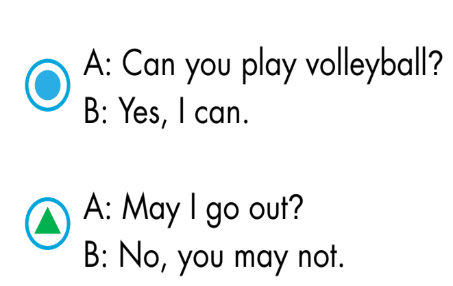 A: Can you play volleyball?
B: Yes, I can.
A: May I go out?
B: No, you may not.